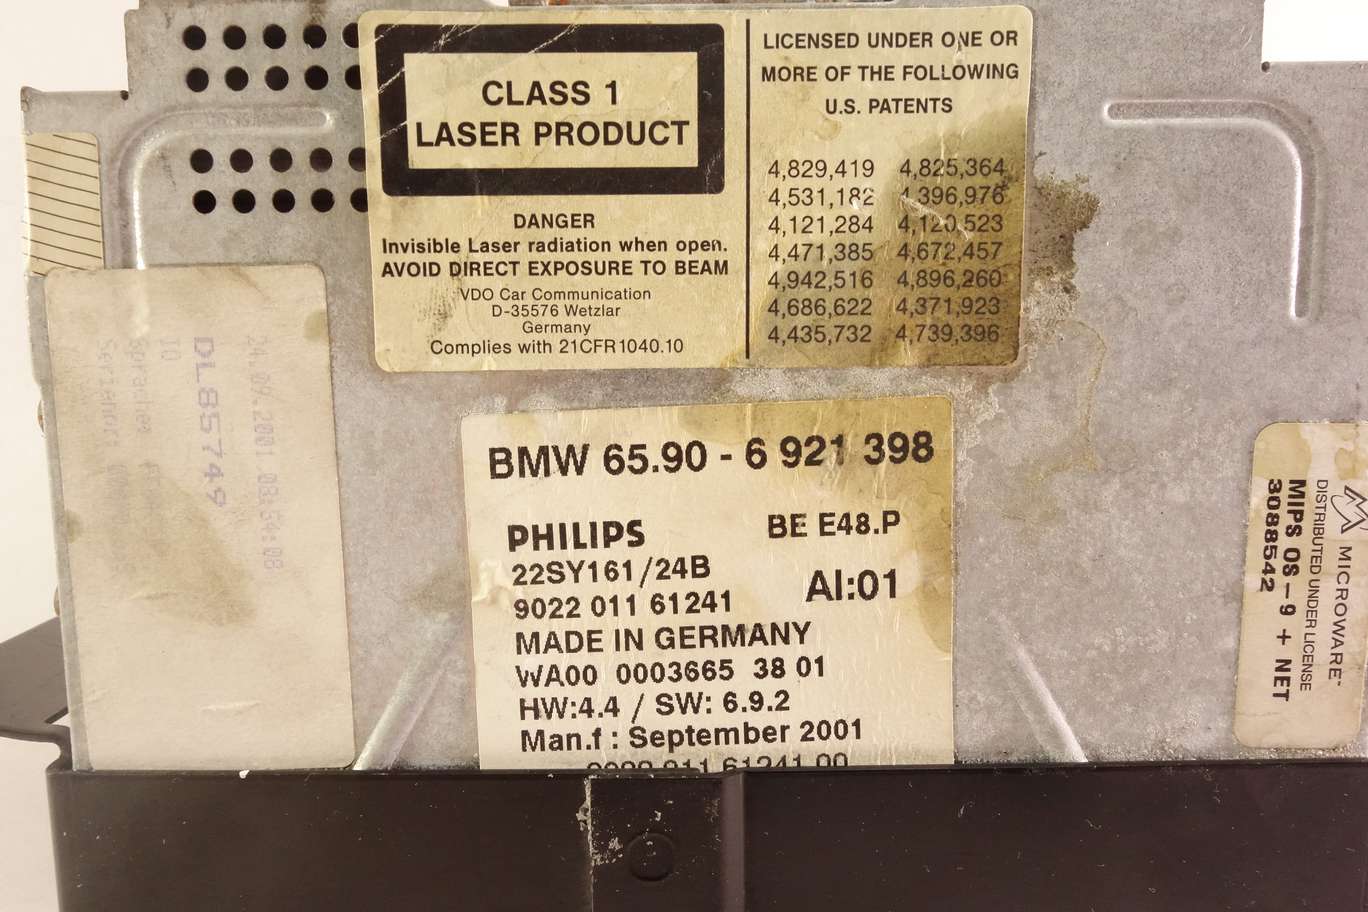 CLASS 1
LASER PRODUCT
DANGER
Invisible Laser radiation when open.
AVOID DIRECT EXPOSURE TO BEAM
VDO Car Communication
D-35576 Wetzlar
Germany
Complies with 21CFR1040.10
LICENSED UNDER ONE OR
MORE OF THE FOLLOWING
U.S. PATENTS
4,829,419 4,825,364
4,531,182 4,396,976
4,121,284 4,120,523
4,471,385 4,672,457
4,942,516 4,896,260
4,686,622 4,371,923
4,435,732 4,739,396
DL85749
TO
BMW 65.90 - 6 921 398
PHILIPS BE E48.P
22SY161/24B
9022 011 61241 AI:01
MADE IN GERMANY
WA00 0003665 38 01
HW:4.4 / SW: 6.9.2
Man.f : September 2001
9022 011 61241 00
MICROWARE™
DISTRIBUTED UNDER LICENSE
MIPS OS-9 + NET
3088542